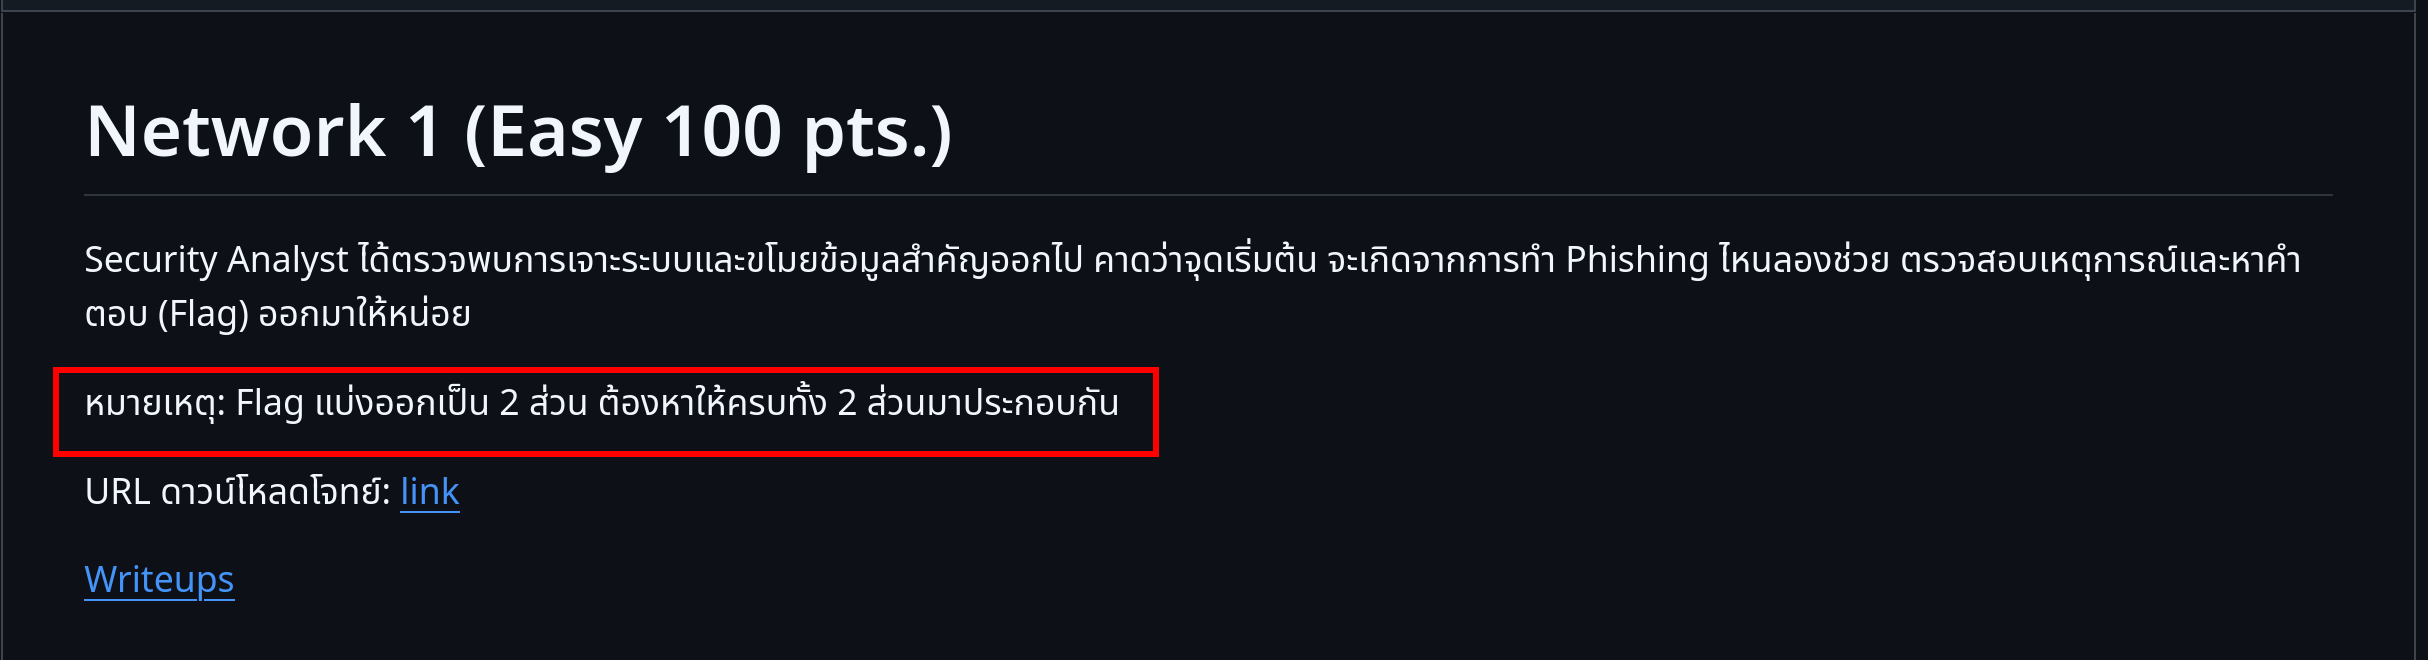 Network 1 (Easy 100 pts.)
Security Analyst ได้ตรวจพบการเจาะระบบและขโมยข้อมูลสำคัญออกไป คาดว่าจุดเริ่มต้น จะเกิดจากการทำ Phishing ไหนลองช่วย ตรวจสอบเหตุการณ์และหาคำ
ตอบ (Flag) ออกมาให้หน่อย
หมายเหตุ: Flag แบ่งออกเป็น 2 ส่วน ต้องหาให้ครบทั้ง 2 ส่วนมาประกอบกัน
URL ดาวน์โหลดโจทย์: link
Writeups